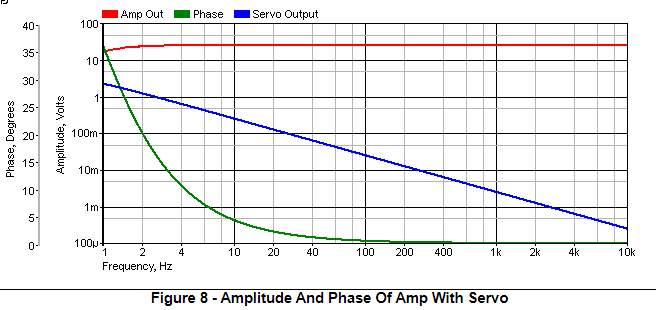 Amp Out Phase Servo Output
40
35
30
25
20
15
10
5
0
Phase, Degrees
100
10
1
100m
10m
1m
100µ
Amplitude, Volts
1 2 4 10 20 40 100 200 400 1k 2k 4k 10k
Frequency, Hz
Figure 8 - Amplitude And Phase Of Amp With Servo